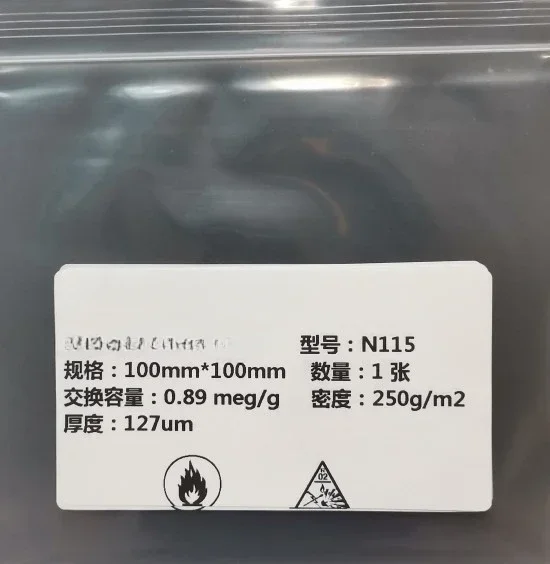 型号：N115
规格：100mm*100mm 数量：1 张
交换容量：0.89 meg/g 密度：250g/m2
厚度：127um
02